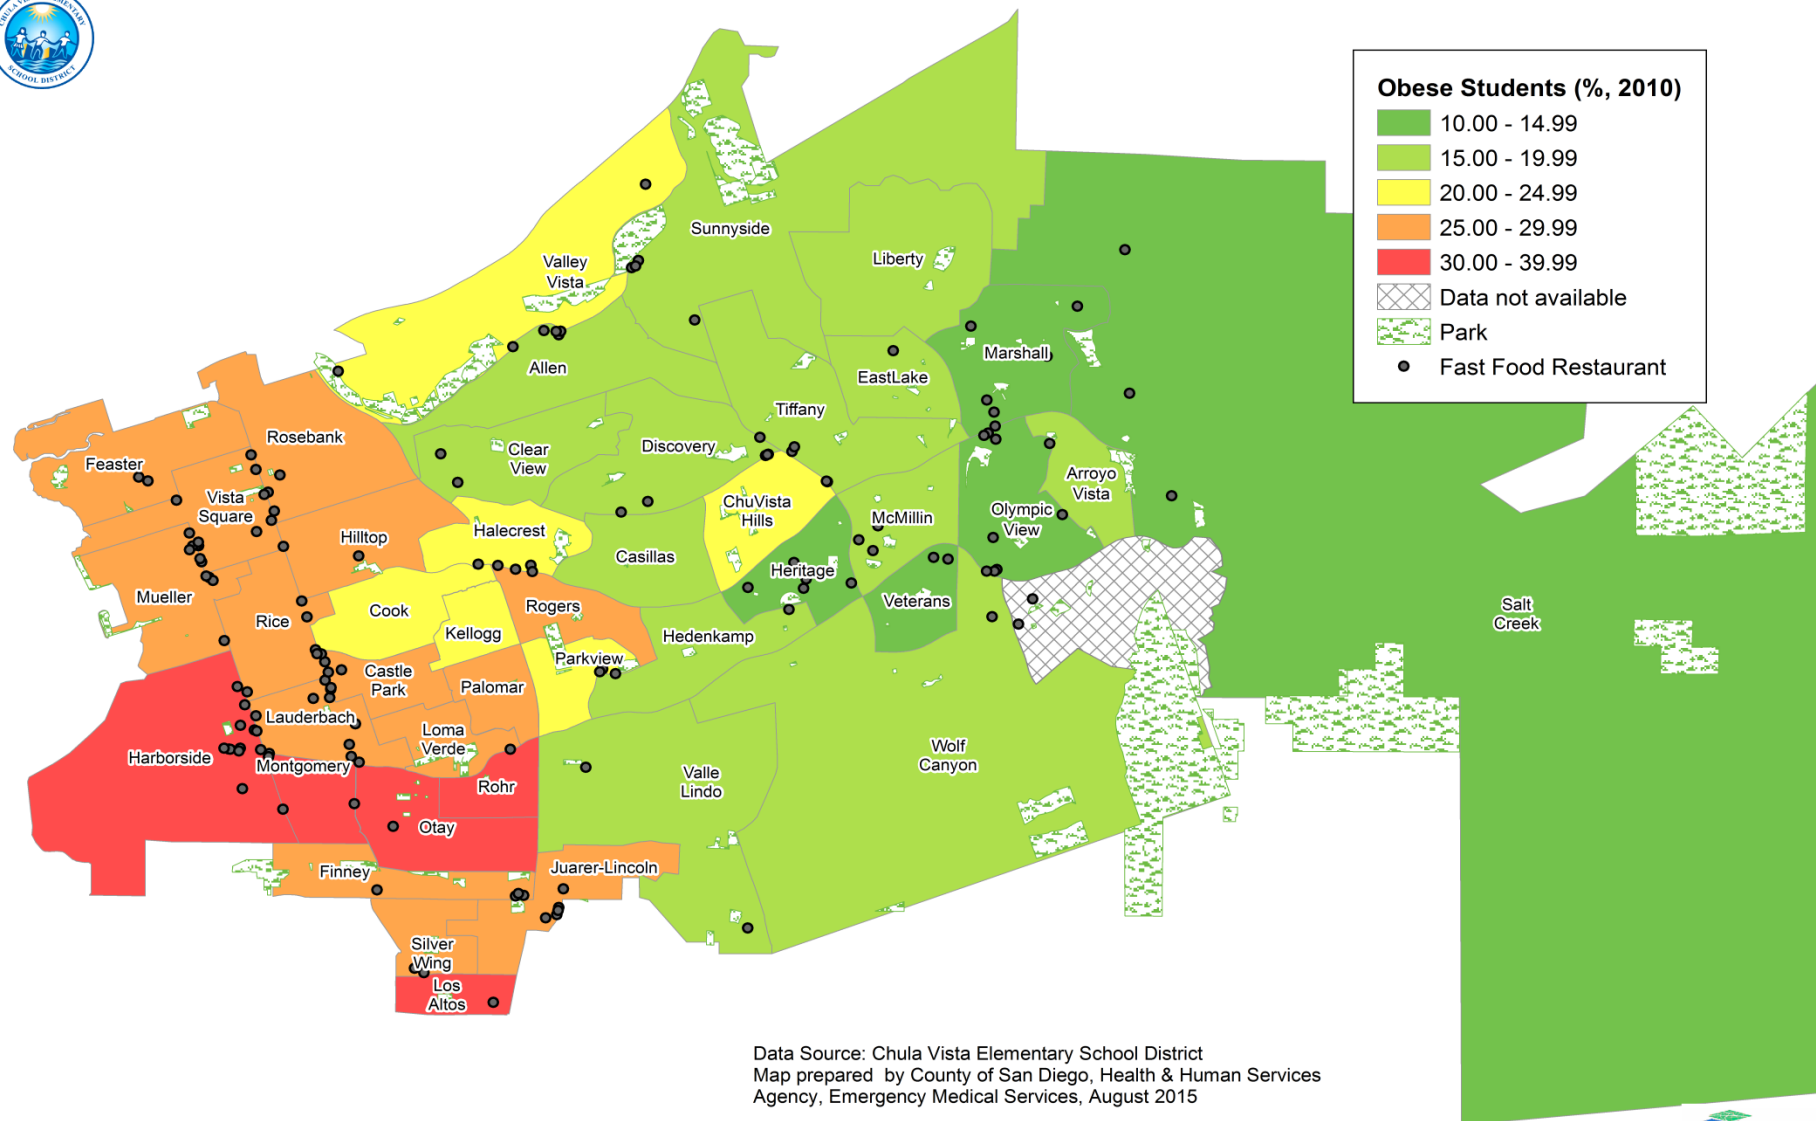 CHULA VISTA ELEMENTARY
SCHOOL DISTRICT
Obese Students (%, 2010)
10.00 - 14.99
15.00 - 19.99
20.00 - 24.99
25.00 - 29.99
30.00 - 39.99
Data not available
Park
Fast Food Restaurant
Sunnyside
Liberty
Valley
Vista
Marshall
Allen
EastLake
Tiffany
Rosebank
Discovery
Clear
View
Feaster
Arroyo
Vista
Vista
Square
ChuVista
Hills
Olympic
View
McMillin
Halecrest
Hilltop
Casillas
Heritage
Mueller
Veterans
Rogers
Cook
Salt
Creek
Rice
Kellogg
Hedenkamp
Parkview
Castle
Park
Palomar
Lauderbach
Loma
Verde
Wolf
Canyon
Harborside
Montgomery
Valle
Lindo
Rohr
Otay
Finney
Juarer-Lincoln
Silver
Wing
Los
Altos
Data Source: Chula Vista Elementary School District
Map prepared  by County of San Diego, Health & Human Services
Agency, Emergency Medical Services, August 2015